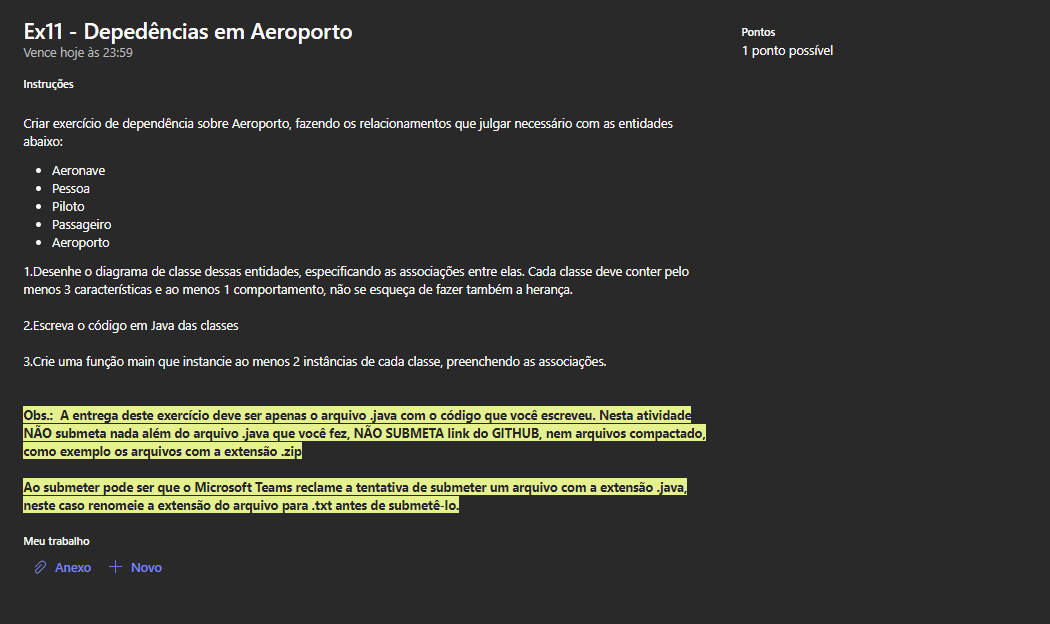 Ex11 - Depedências em Aeroporto
Vence hoje às 23:59
Pontos
1 ponto possível
Instruções
Criar exercício de dependência sobre Aeroporto, fazendo os relacionamentos que julgar necessário com as entidades
abaixo:
• Aeronave
• Pessoa
• Piloto
• Passageiro
• Aeroporto
1.Desenhe o diagrama de classe dessas entidades, especificando as associações entre elas. Cada classe deve conter pelo
menos 3 características e ao menos 1 comportamento, não se esqueça de fazer também a herança.
2.Escreva o código em Java das classes
3.Crie uma função main que instancie ao menos 2 instâncias de cada classe, preenchendo as associações.
Obs.: A entrega deste exercício deve ser apenas o arquivo .java com o código que você escreveu. Nesta atividade
NÃO submeta nada além do arquivo .java que você fez, NÃO SUBMETA link do GITHUB, nem arquivos compactado,
como exemplo os arquivos com a extensão .zip
Ao submeter pode ser que o Microsoft Teams reclame a tentativa de submeter um arquivo com a extensão .java,
neste caso renomeie a extensão do arquivo para .txt antes de submetê-lo.
Meu trabalho
Anexo
Novo